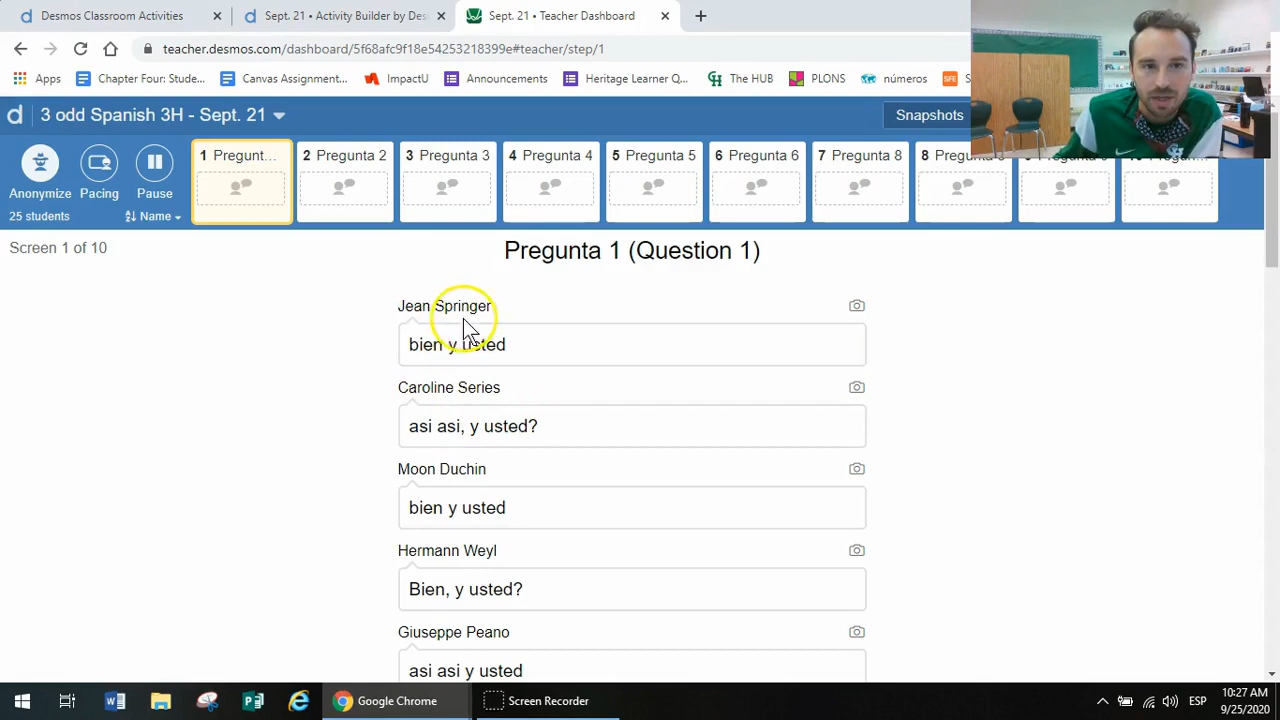 Desmos Classroom Activities
Sept. 21 • Activity Builder by Des
Sept. 21 • Teacher Dashboard
teacher.desmos.com/dashboard/5f68afc9f18e54253218399e#teacher/step/1
Apps
Chapter Four: Stude...
Canvas Assignment...
ImpactU
Announcements
Heritage Learner Q...
The HUB
PLONS
números
SFE
3 odd Spanish 3H - Sept. 21
Snapshots
Anonymize
Pacing
Pause
25 students
Name
1 Pregunt...
2 Pregunta 2
3 Pregunta 3
4 Pregunta 4
5 Pregunta 5
6 Pregunta 6
7 Pregunta 8
Screen 1 of 10
Pregunta 1 (Question 1)
Jean Springer
bien y usted
Caroline Series
asi asi, y usted?
Moon Duchin
bien y usted
Hermann Weyl
Bien, y usted?
Giuseppe Peano
asi asi y usted
Google Chrome
Screen Recorder
ESP
10:27 AM
9/25/2020